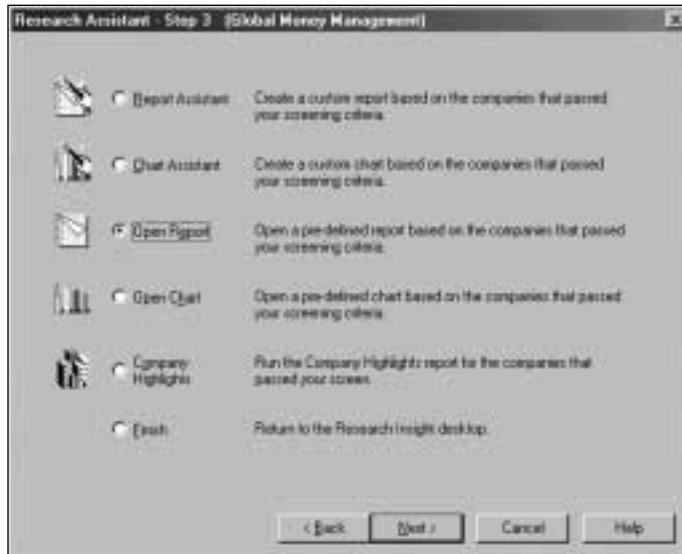 Research Assistant - Step 3 (Global Money Management)
Report Assistant
Create a custom report based on the companies that passed
your screening criteria.
Chart Assistant
Create a custom chart based on the companies that passed
your screening criteria.
Open Report
Open a pre-defined report based on the companies that passed
your screening criteria.
Open Chart
Open a pre-defined chart based on the companies that passed
your screening criteria.
Company
Highlights
Run the Company Highlights report for the companies that
passed your screen.
Finish
Return to the Research Insight desktop.
< Back
Next >
Cancel
Help